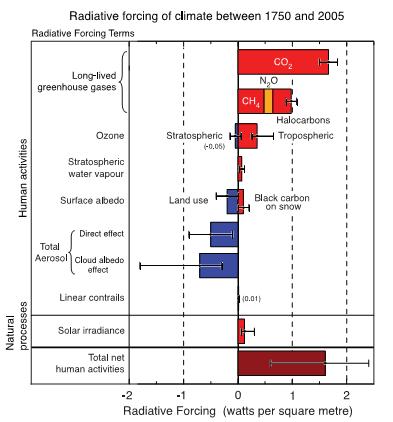 Radiative forcing of climate between 1750 and 2005
Radiative Forcing Terms
Human activities
Long-lived
greenhouse gases
CO2
N2O
CH4
Halocarbons
Ozone
Stratospheric
(-0.05)
Tropospheric
Stratospheric
water vapour
Surface albedo
Land use
Black carbon
on snow
Total
Aerosol
Direct effect
Cloud albedo
effect
Linear contrails
(0.01)
Natural
processes
Solar irradiance
Total net
human activities
-2 -1 0 1 2
Radiative Forcing (watts per square metre)